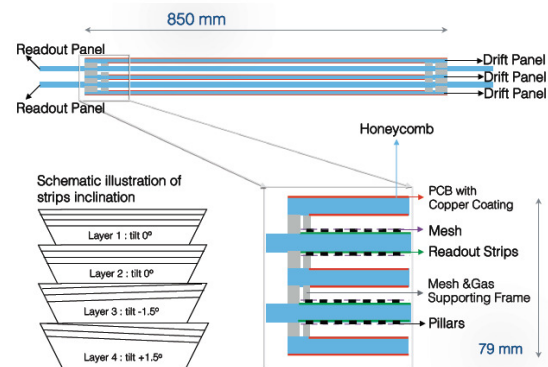 850 mm
Readout Panel
Drift Panel
Drift Panel
Drift Panel
Readout Panel
Honeycomb
Schematic illustration of
strips inclination
PCB with
Copper Coating
Layer 1 : tilt 0º
Mesh
Readout Strips
Layer 2 : tilt 0º
Mesh &Gas
Supporting Frame
Layer 3 : tilt -1.5º
Pillars
Layer 4 : tilt +1.5º
79 mm